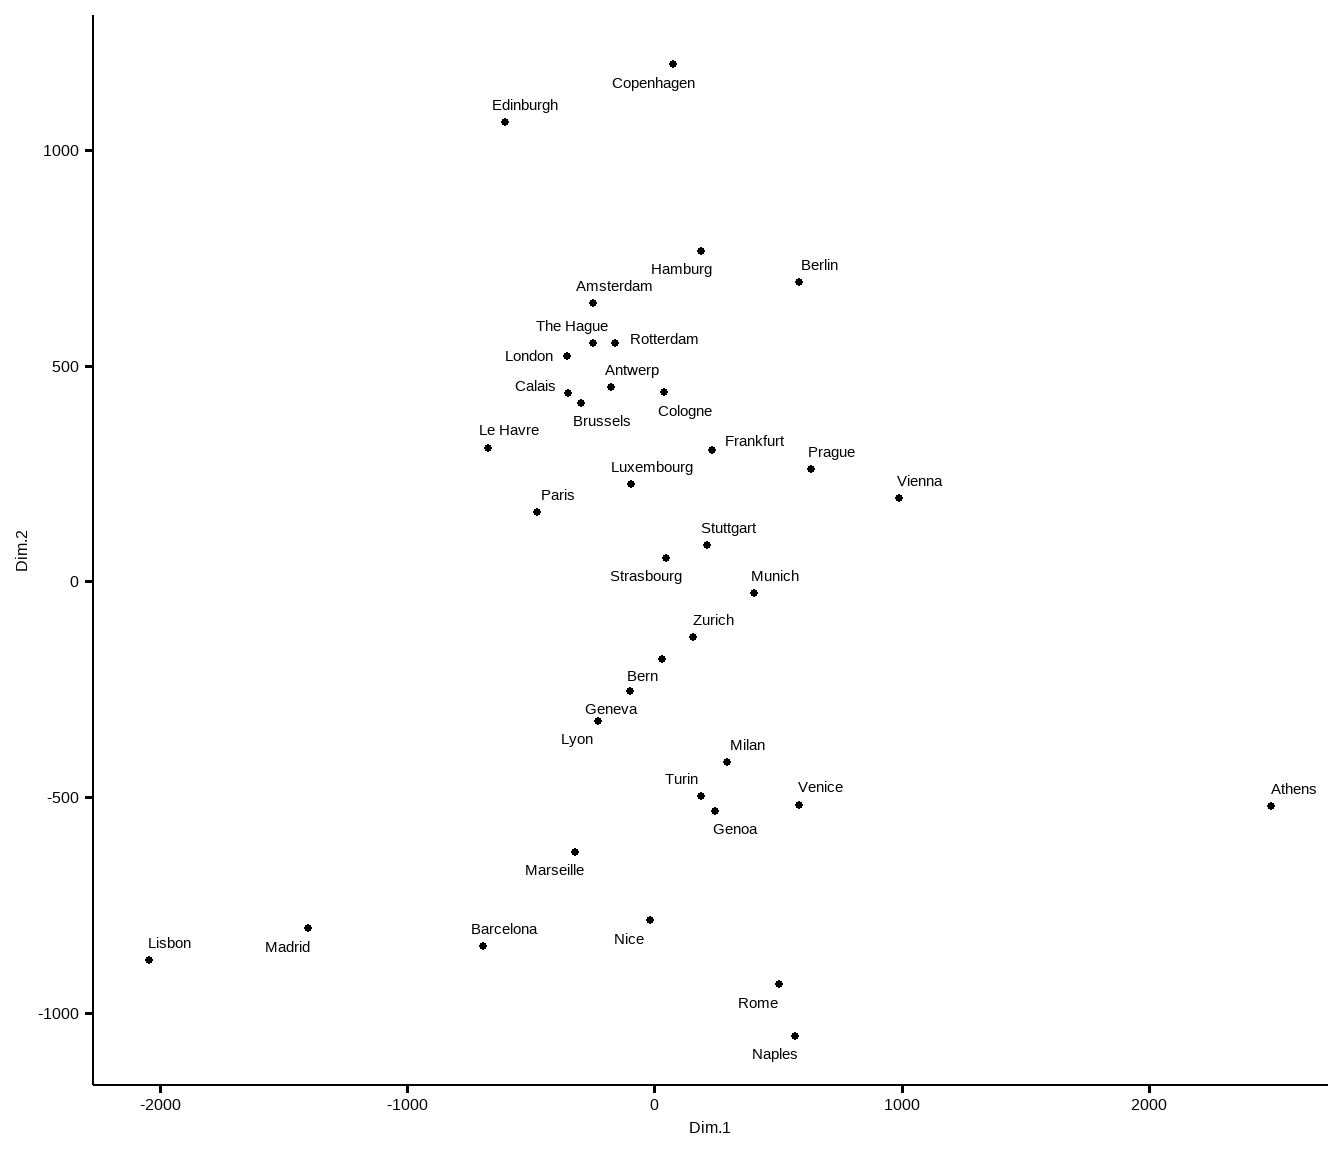 Copenhagen
Edinburgh
1000
Hamburg
Berlin
Amsterdam
The Hague
Rotterdam
London
500
Antwerp
Calais
Cologne
Brussels
Le Havre
Frankfurt
Prague
Luxembourg
Vienna
Paris
Stuttgart
Dim.2
Strasbourg
Munich
0
Zurich
Bern
Geneva
Lyon
Milan
Turin
Venice
Athens
-500
Genoa
Marseille
Barcelona
Nice
Lisbon
Madrid
Rome
-1000
Naples
-2000
-1000
0
1000
2000
Dim.1